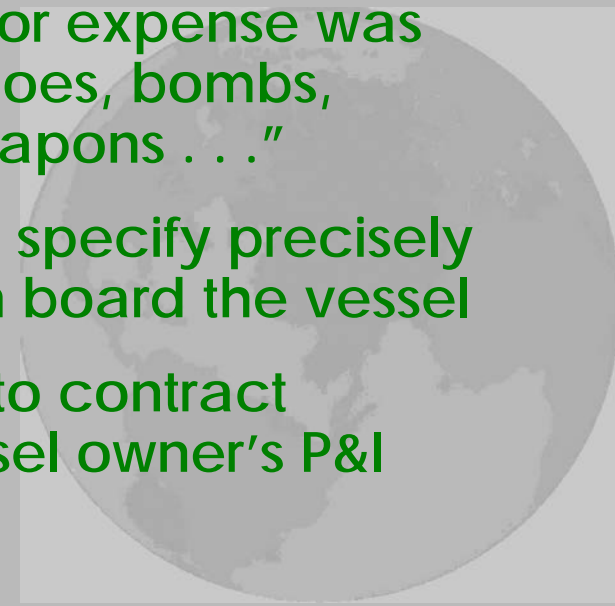 or expense was
oes, bombs,
apons . . ."
specify precisely
board the vessel
to contract
sel owner's P&I